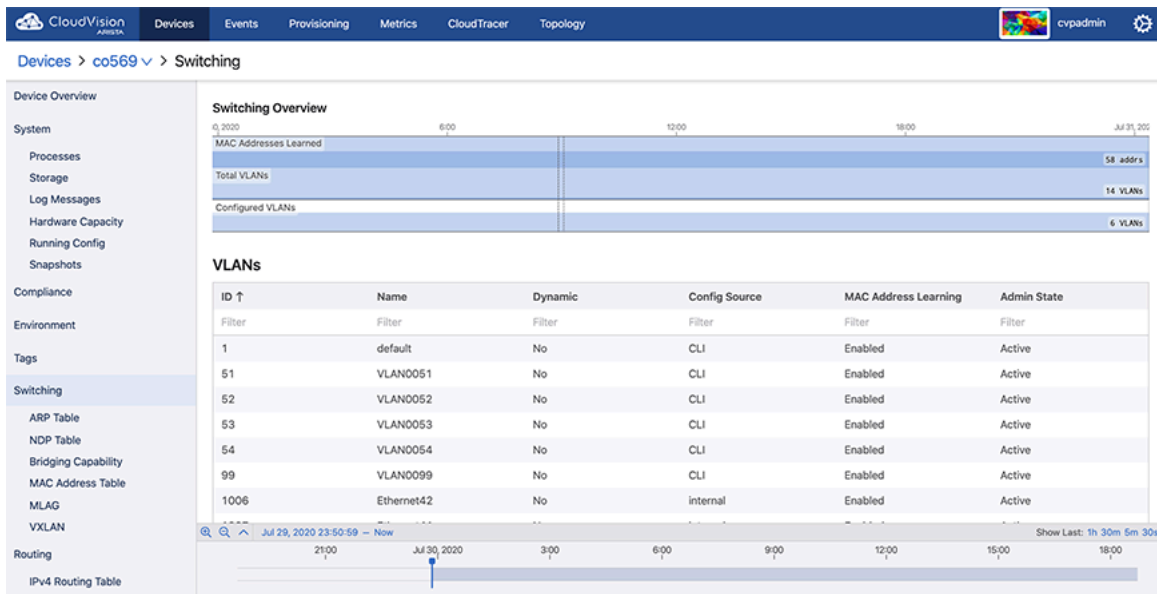 CloudVision
ARISTA
Devices Events Provisioning Metrics CloudTracer Topology cvpadmin
Devices > co569 > Switching
Device Overview
System
Processes
Storage
Log Messages
Hardware Capacity
Running Config
Snapshots
Compliance
Environment
Tags
Switching
ARP Table
NDP Table
Bridging Capability
MAC Address Table
MLAG
VXLAN
Routing
IPv4 Routing Table
Switching Overview
0, 2020 6:00 12:00 18:00 Jul 31, 202
MAC Addresses Learned
58 addrs
Total VLANs
14 VLANs
Configured VLANs
6 VLANs
VLANs
ID ↑ Name Dynamic Config Source MAC Address Learning Admin State
Filter Filter Filter Filter Filter Filter
1 default No CLI Enabled Active
51 VLAN0051 No CLI Enabled Active
52 VLAN0052 No CLI Enabled Active
53 VLAN0053 No CLI Enabled Active
54 VLAN0054 No CLI Enabled Active
99 VLAN0099 No CLI Enabled Active
1006 Ethernet42 No internal Enabled Active
Jul 29, 2020 23:50:59 – Now Show Last: 1h 30m 5m 30s
21:00 Jul 30, 2020 3:00 6:00 9:00 12:00 15:00 18:00